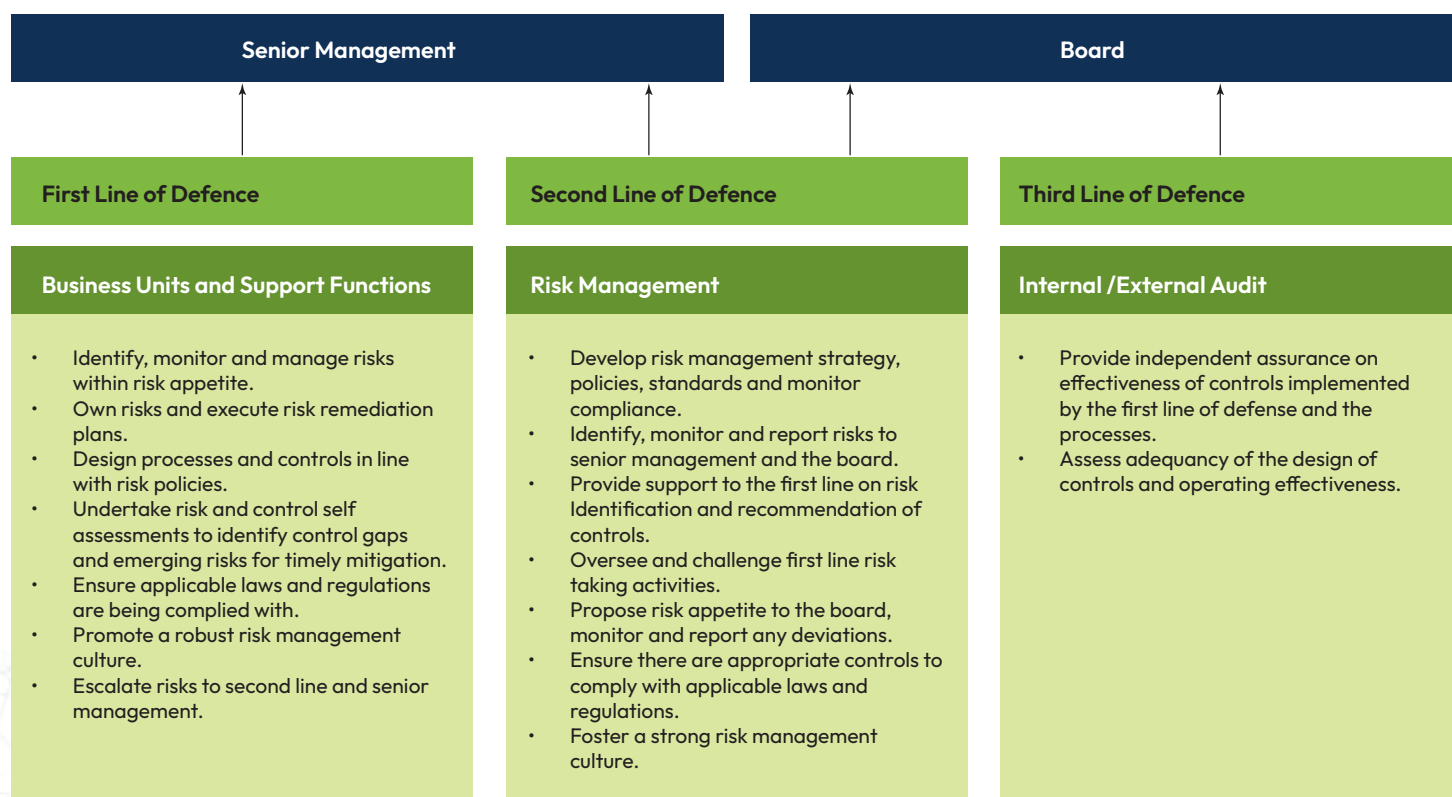 Senior Management
Board
First Line of Defence
Second Line of Defence
Third Line of Defence
Business Units and Support Functions
• Identify, monitor and manage risks
within risk appetite.
• Own risks and execute risk remediation
plans.
• Design processes and controls in line
with risk policies.
• Undertake risk and control self
assessments to identify control gaps
and emerging risks for timely mitigation.
• Ensure applicable laws and regulations
are being complied with.
• Promote a robust risk management
culture.
• Escalate risks to second line and senior
management.
Risk Management
• Develop risk management strategy,
policies, standards and monitor
compliance.
• Identify, monitor and report risks to
senior management and the board.
• Provide support to the first line on risk
Identification and recommendation of
controls.
• Oversee and challenge first line risk
taking activities.
• Propose risk appetite to the board,
monitor and report any deviations.
• Ensure there are appropriate controls to
comply with applicable laws and
regulations.
• Foster a strong risk management
culture.
Internal /External Audit
• Provide independent assurance on
effectiveness of controls implemented
by the first line of defense and the
processes.
• Assess adequancy of the design of
controls and operating effectiveness.